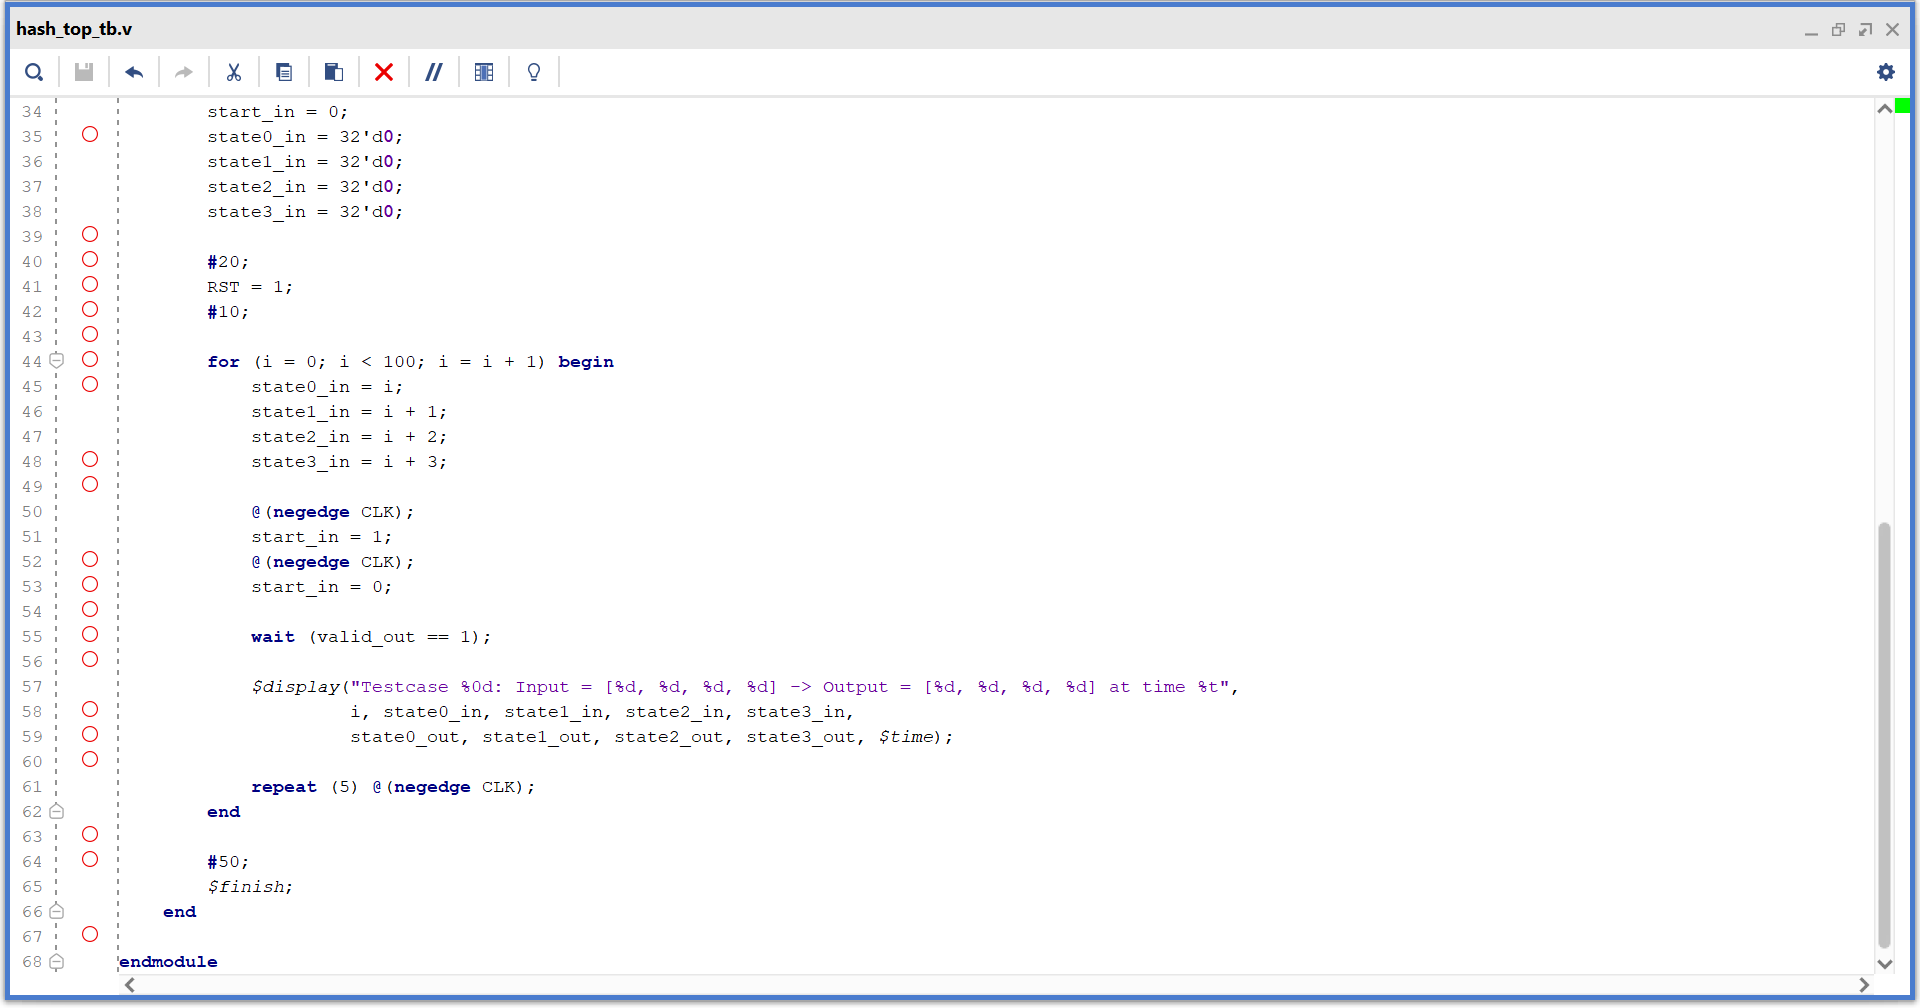 hash_top_tb.v
34 start_in = 0;
35 state0_in = 32'd0;
36 state1_in = 32'd0;
37 state2_in = 32'd0;
38 state3_in = 32'd0;
39
40 #20;
41 RST = 1;
42 #10;
43
44 for (i = 0; i < 100; i = i + 1) begin
45 state0_in = i;
46 state1_in = i + 1;
47 state2_in = i + 2;
48 state3_in = i + 3;
49
50 @(negedge CLK);
51 start_in = 1;
52 @(negedge CLK);
53 start_in = 0;
54
55 wait (valid_out == 1);
56
57 $display("Testcase %0d: Input = [%d, %d, %d, %d] -> Output = [%d, %d, %d, %d] at time %t",
58 i, state0_in, state1_in, state2_in, state3_in,
59 state0_out, state1_out, state2_out, state3_out, $time);
60
61 repeat (5) @(negedge CLK);
62 end
63
64 #50;
65 $finish;
66 end
67
68 endmodule